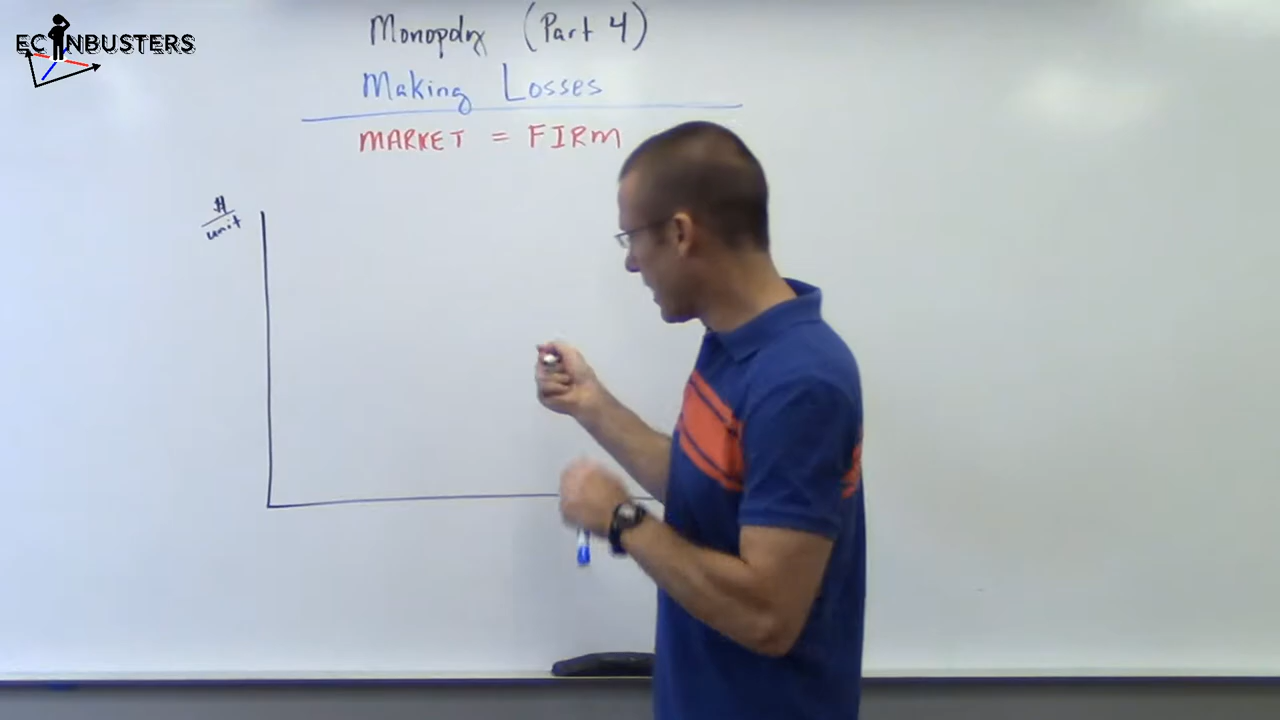 ECONBUSTERS
Monopoly (Part 4)
Making Losses
MARKET = FIRM
$
unit